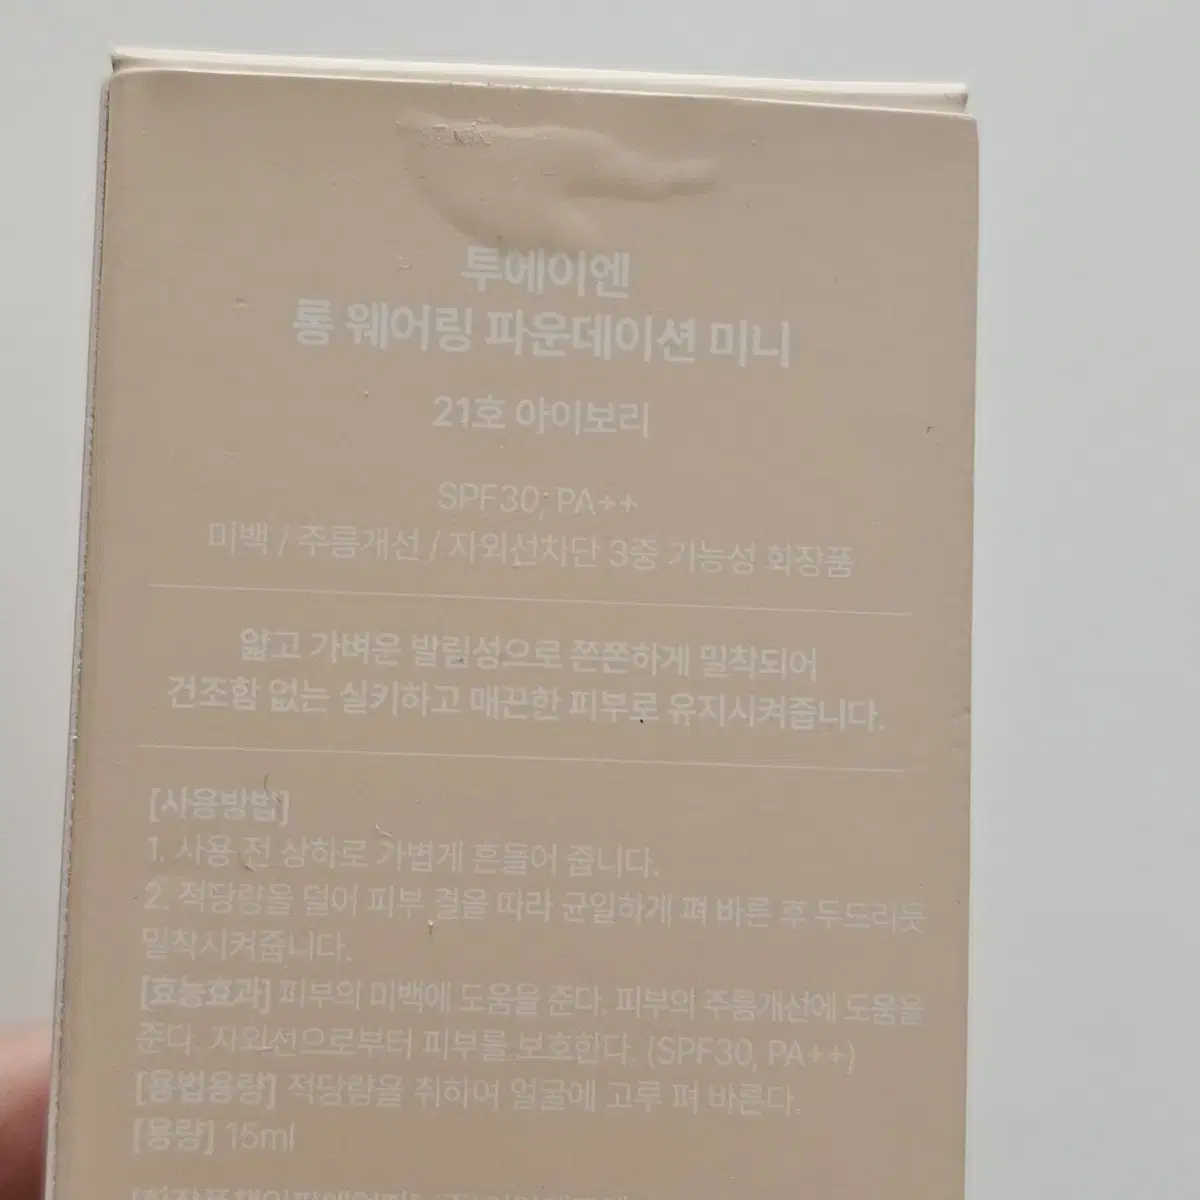 투에이엔
롱 웨어링 파운데이션 미니
21호 아이보리
SPF30, PA++
미백 / 주름개선 / 자외선차단 3중 기능성 화장품
얇고 가벼운 발림성으로 쫀쫀하게 밀착되어
건조함 없는 실키하고 매끈한 피부로 유지시켜줍니다.
[사용방법]
1. 사용 전 상하로 가볍게 흔들어 줍니다.
2. 적당량을 덜어 피부 결을 따라 균일하게 펴 바른 후 두드리듯
밀착시켜줍니다.
[효능효과] 피부의 미백에 도움을 준다. 피부의 주름개선에 도움을
준다. 자외선으로부터 피부를 보호한다. (SPF30, PA++)
[용법용량] 적당량을 취하여 얼굴에 고루 펴 바른다.
[용량] 15ml